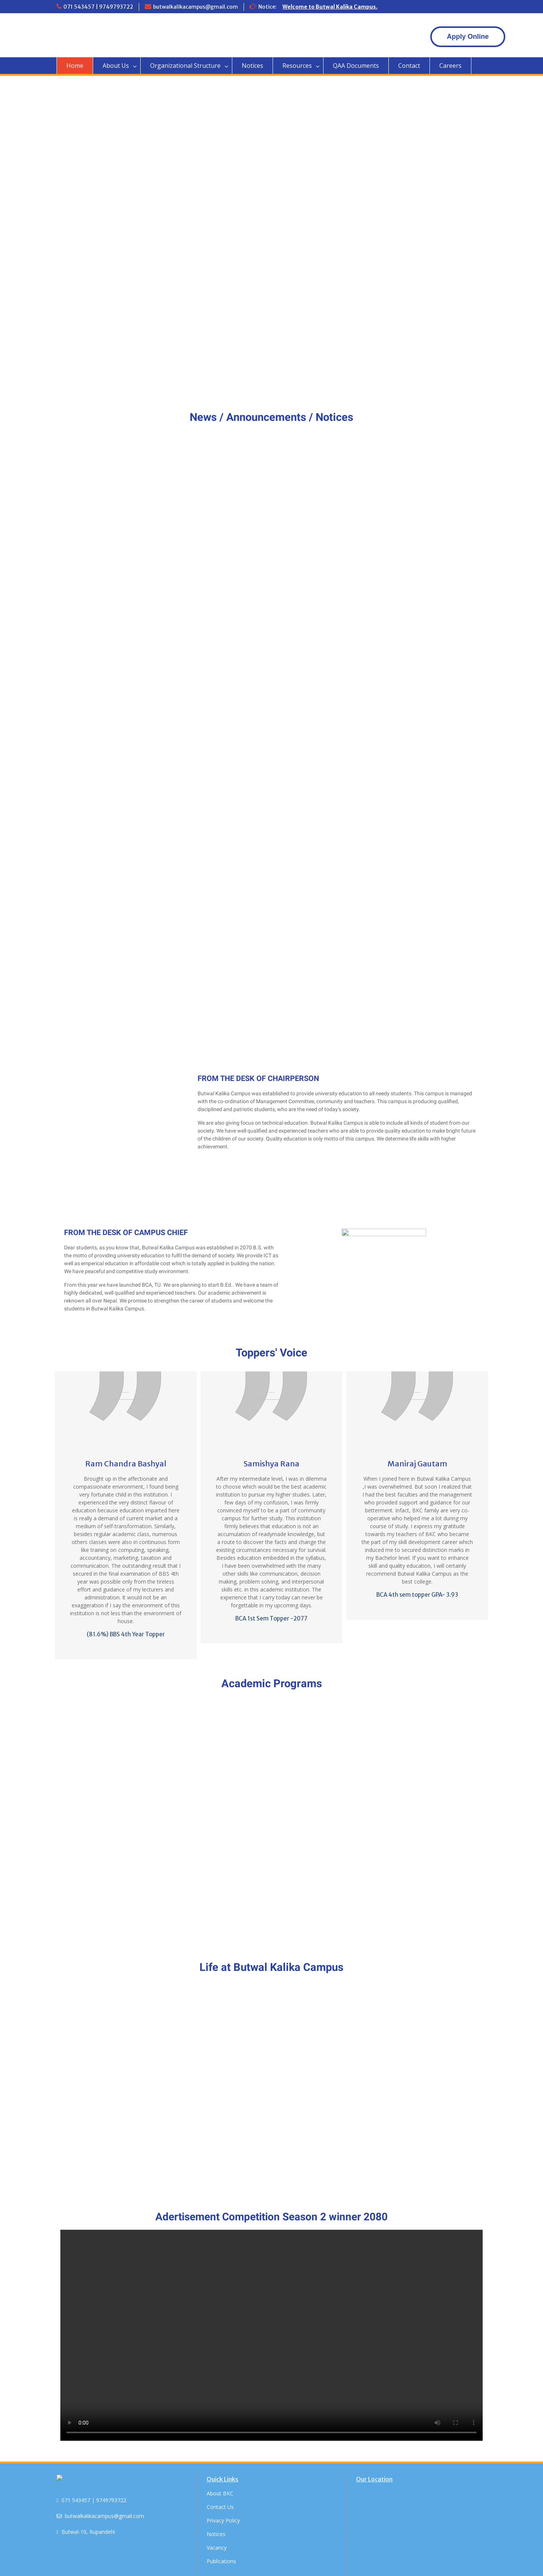 071 543457 | 9749793722 butwalkalikacampus@gmail.com Notice: Welcome to Butwal Kalika Campus.
Apply Online
Home About Us Organizational Structure Notices Resources QAA Documents Contact Careers
News / Announcements / Notices
FROM THE DESK OF CHAIRPERSON
Butwal Kalika Campus was established to provide university education to all needy students. This campus is managed
with the co-ordination of Management Committee, community and teachers. This campus is producing qualified,
disciplined and patriotic students, who are the need of today's society.
We are also giving focus on technical education. Butwal Kalika Campus is able to include all kinds of student from our
society. We have well qualified and experienced teachers who are able to provide quality education to make bright future
of the children of our society. Quality education is only motto of this campus. We determine life skills with higher
achievement.
FROM THE DESK OF CAMPUS CHIEF
Dear students, as you know that, Butwal Kalika Campus was established in 2070 B.S. with
the motto of providing university education to fulfil the demand of society. We provide ICT as
well as emperical education in affordable cost which is totally applied in building the nation.
We have peaceful and competitive study environment.
From this year we have launched BCA, TU. We are planning to start B.Ed . We have a team of
highly dedicated, well qualified and experienced teachers. Our academic achievement is
reknown all over Nepal. We promise to strengthen the career of students and welcome the
students in Butwal Kalika Campus.
Toppers' Voice
Ram Chandra Bashyal
Brought up in the affectionate and
compassionate environment, I found being
very fortunate child in this institution. I
experienced the very distinct flavour of
education because environment imparted here
is really a demand of current market and a
medium of self-transformation. Similarly,
besides regular academic class, numerous
others classes were also in continuous form
like training on computing, speaking,
accountancy, marketing, taxation and
communication. The outstanding result that I
secured in the final examination of BBS 4th
year was possible only from the tireless
effort and guidance of my lecturers and
administration. It would not be an
exaggeration if I say the environment of this
institution is not less than the environment of
house.
(81.6%) BBS 4th Year Topper
Samishya Rana
After my intermediate level, I was in dilemma
to choose which would be the best academic
institution to pursue my higher studies. Later,
few days of my confusion, I was firmly
convinced myself to be a part of community
campus for further study. This institution
firmly believes that education is not an
accumulation of readymade knowledge, but
a route to discover the facts and change the
existing circumstances necessary for survival.
Besides education embedded in the syllabus,
I have been overwhelmed with the many
other skills like communication, decision
making, problem solving, and interpersonal
skills etc. in this academic institution. The
experience that I carry today can never be
forgettable in my upcoming days.
BCA 1st Sem Topper -2077
Maniraj Gautam
When I joined here in Butwal Kalika Campus
,I was overwhelmed. But soon I realized that
I had the best faculties and the management
who provided support and guidance for our
betterment. Infact, BKC family are very co-
operative who helped me a lot during my
course of study. I express my gratitude
towards my teachers of BKC who became
the part of my skill development career which
indeed me to secured distinction marks in
my Bachelor level. If you want to enhance
skill and quality education, I will certainly
recommend Butwal Kalika Campus as the
best college.
BCA 4th sem topper GPA- 3.93
Academic Programs
Life at Butwal Kalika Campus
Adertisement Competition Season 2 winner 2080
0:00
071 543457 | 9749793722
butwalkalikacampus@gmail.com
Butwal-10, Rupandehi
Quick Links
About BKC
Contact Us
Privacy Policy
Notices
Vacancy
Publications
Our Location